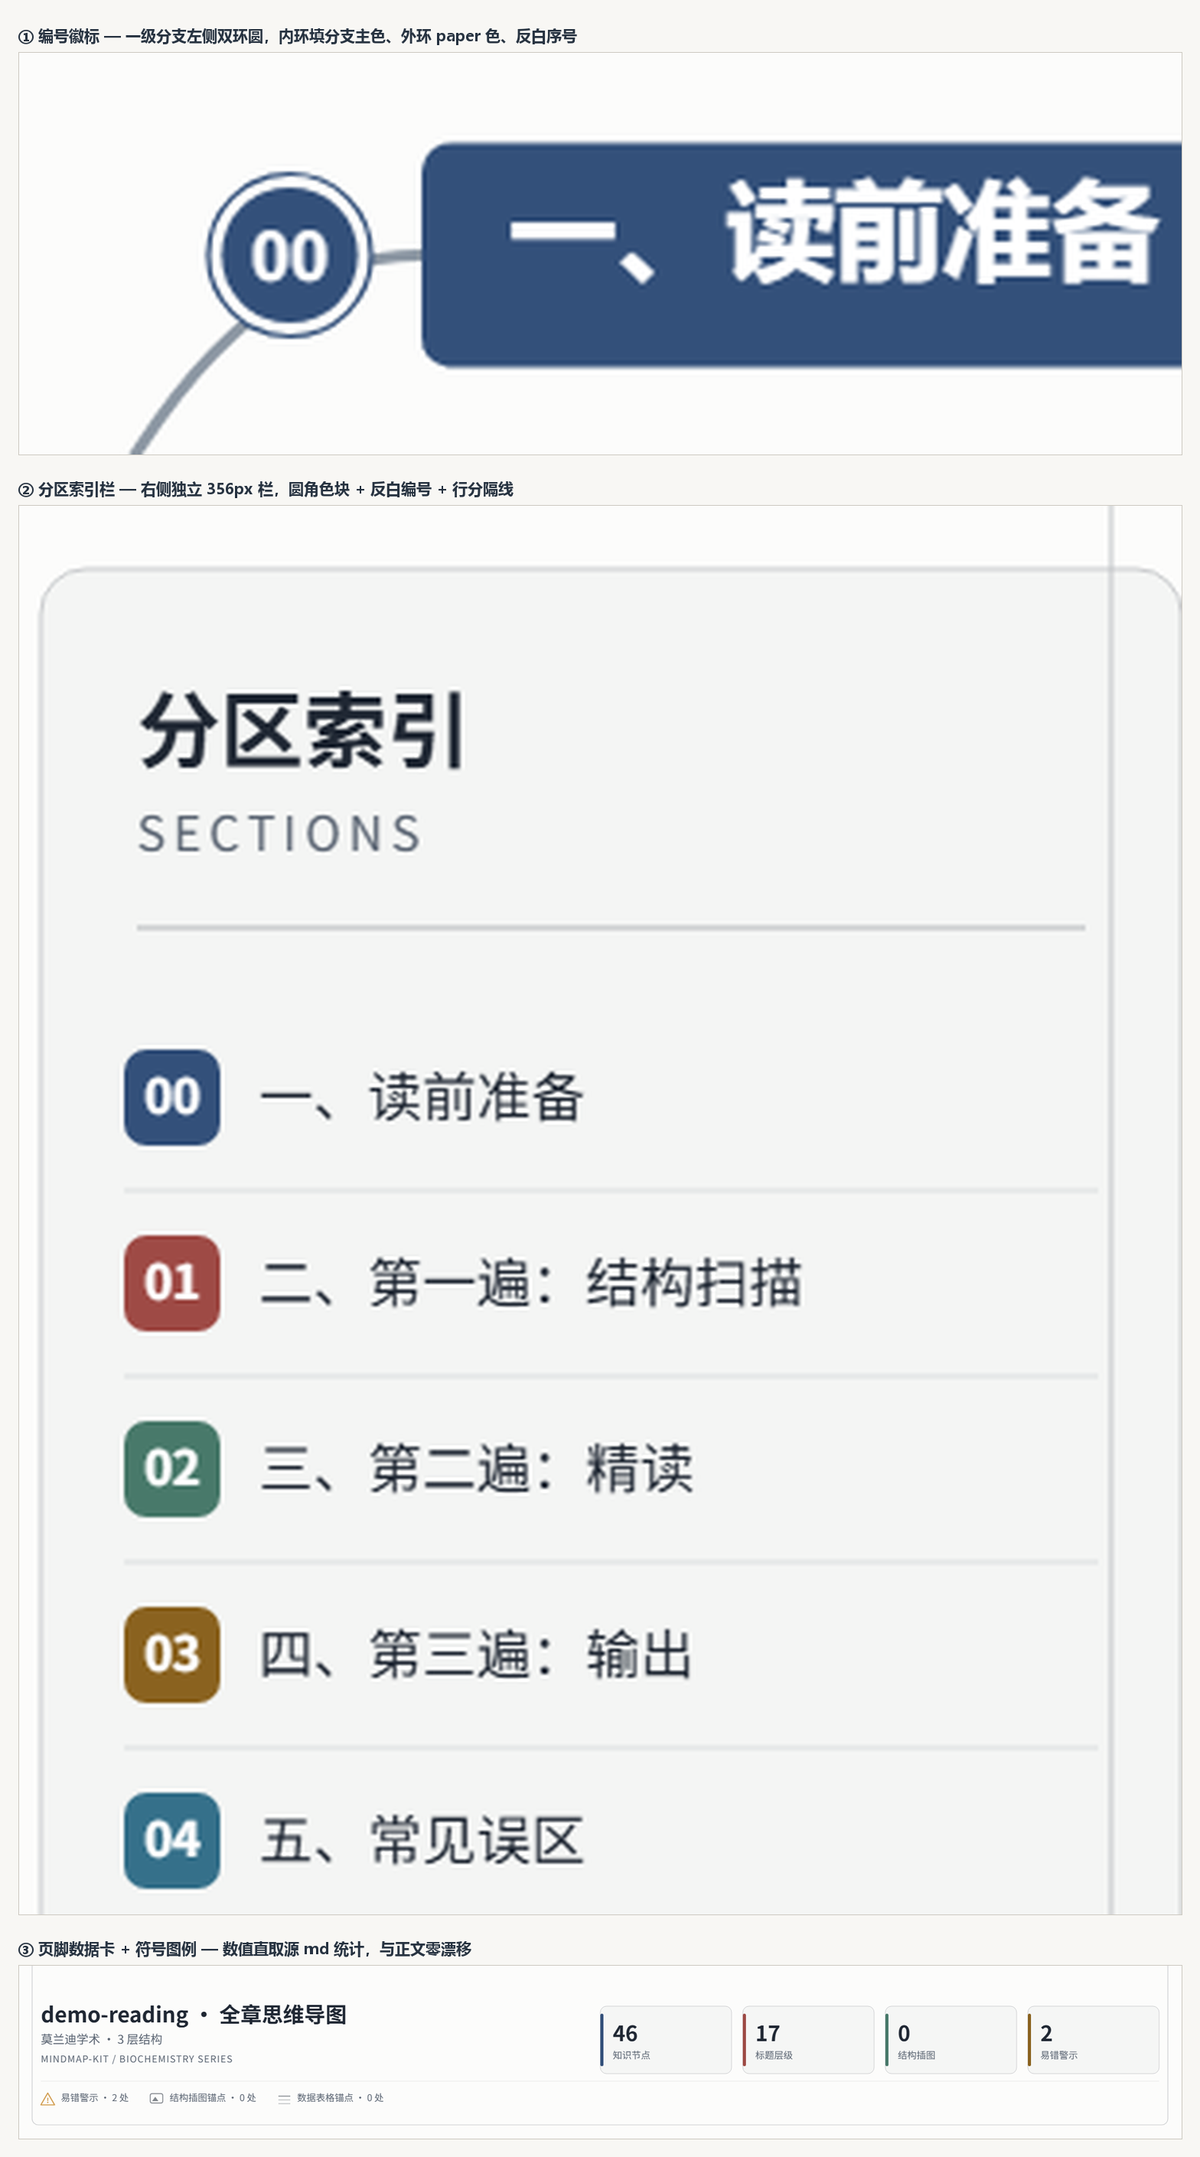 ① 编号徽标 — 一级分支左侧双环圆，内环填分支主色、外环 paper 色、反白序号
00
一、读前准备
② 分区索引栏 — 右侧独立 356px 栏，圆角色块 + 反白编号 + 行分隔线
分区索引
SECTIONS
00 一、读前准备
01 二、第一遍：结构扫描
02 三、第二遍：精读
03 四、第三遍：输出
04 五、常见误区
③ 页脚数据卡 + 符号图例 — 数值直取源 md 统计，与正文零漂移
demo-reading · 全章思维导图
莫兰迪学术 · 3 层结构
MINDMAP-KIT / BIOCHEMISTRY SERIES
46
知识节点
17
标题层级
0
结构插图
2
易错警示
易错警示 · 2 处
结构插图锚点 · 0 处
数据表格锚点 · 0 处